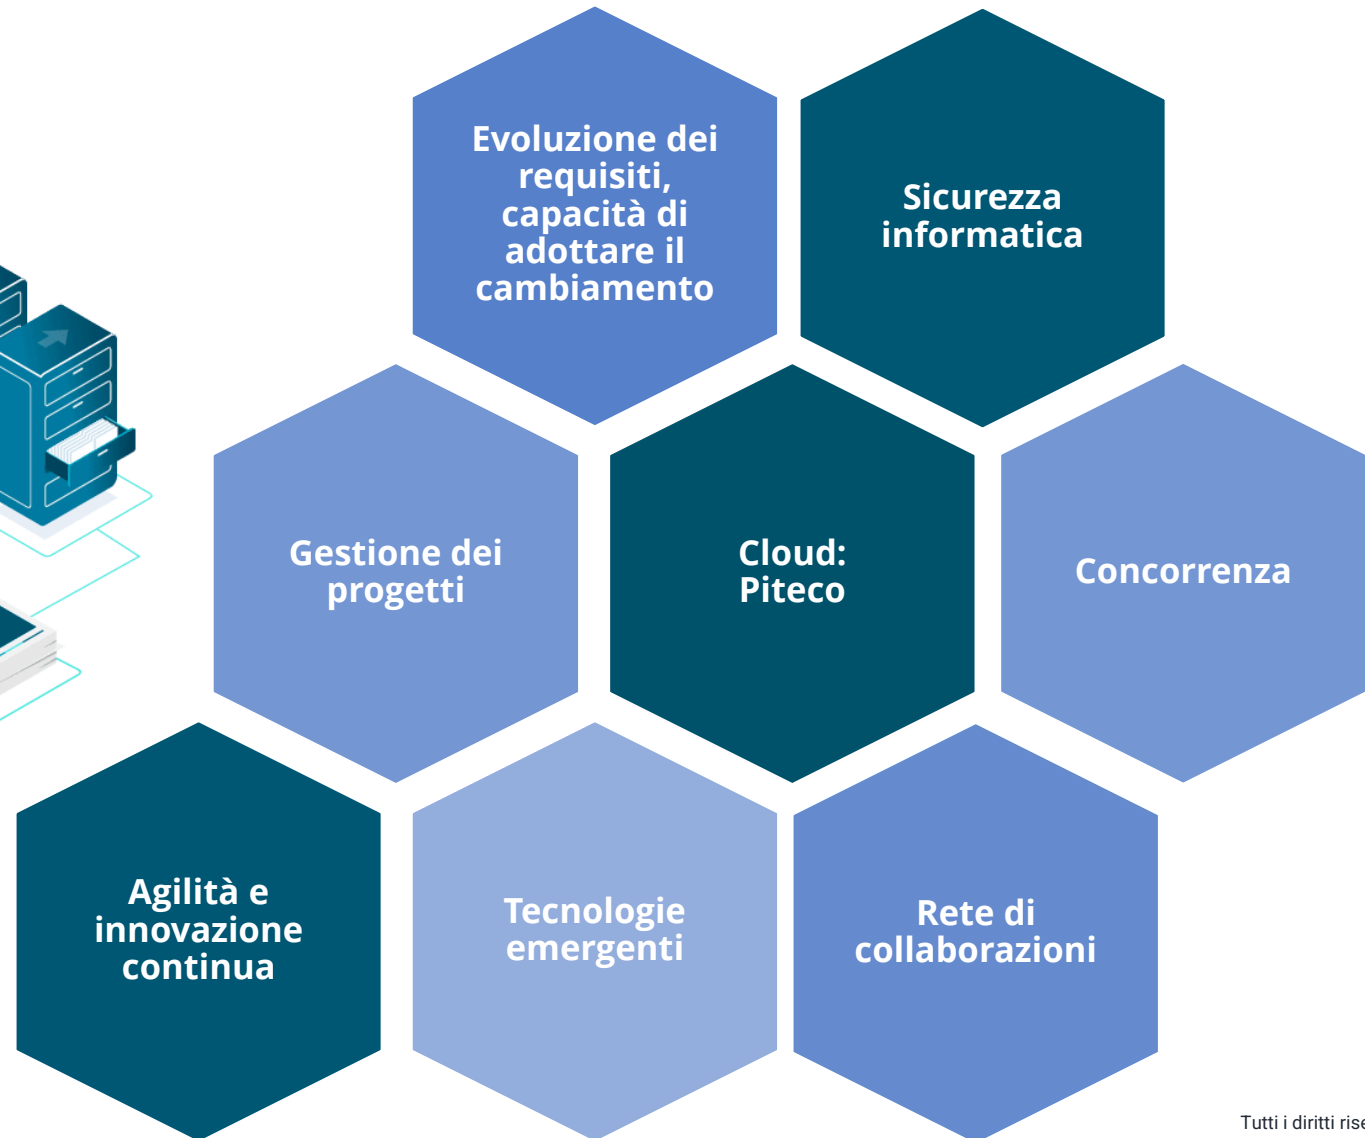 Evoluzione dei
requisiti,
capacità di
adottare il
cambiamento
Sicurezza
informatica
Gestione dei
progetti
Cloud:
Piteco
Concorrenza
Agilità e
innovazione
continua
Tecnologie
emergenti
Rete di
collaborazioni
Tutti i diritti rise